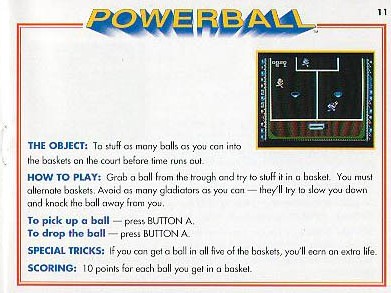 POWERBALL™
11
THE OBJECT: To stuff as many balls as you can into
the baskets on the court before time runs out.
HOW TO PLAY: Grab a ball from the trough and try to stuff it in a basket. You must
alternate baskets. Avoid as many gladiators as you can — they'll try to slow you down
and knock the ball away from you.
To pick up a ball — press BUTTON A.
To drop the ball — press BUTTON A.
SPECIAL TRICKS: If you can get a ball in all five of the baskets, you'll earn an extra life.
SCORING: 10 points for each ball you get in a basket.